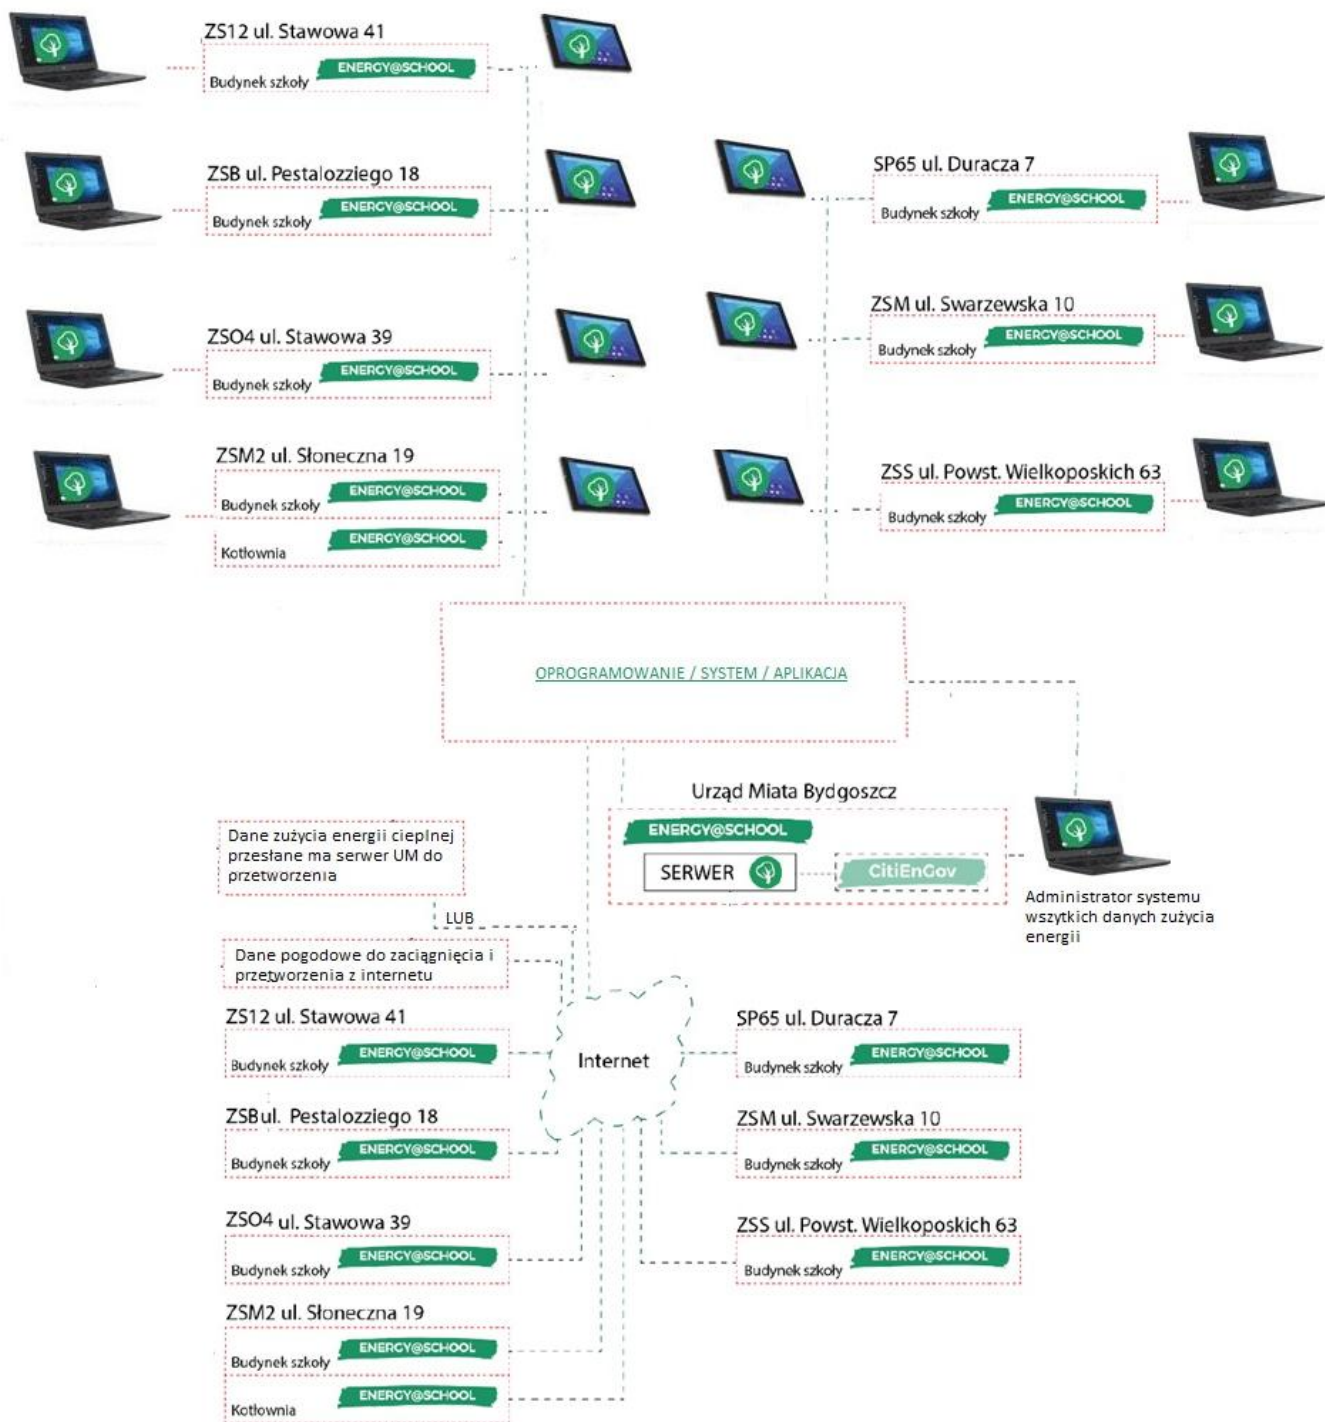 ZS12 ul. Stawowa 41
Budynek szkoły ENERGY@SCHOOL
ZSB ul. Pestalozziego 18
Budynek szkoły ENERGY@SCHOOL
ZSO4 ul. Stawowa 39
Budynek szkoły ENERGY@SCHOOL
ZSM2 ul. Słoneczna 19
Budynek szkoły ENERGY@SCHOOL
Kotłownia ENERGY@SCHOOL
SP65 ul. Duracza 7
Budynek szkoły ENERGY@SCHOOL
ZSM ul. Swarzewska 10
Budynek szkoły ENERGY@SCHOOL
ZSS ul. Powst. Wielkoposkich 63
Budynek szkoły ENERGY@SCHOOL
OPROGRAMOWANIE / SYSTEM / APLIKACJA
Urząd Miata Bydgoszcz
ENERGY@SCHOOL
SERWER
CitiEnGov
Administrator systemu
wszytkich danych zużycia
energii
Dane zużycia energii cieplnej
przesłane ma serwer UM do
przetworzenia
LUB
Dane pogodowe do zaciągnięcia i
przetworzenia z internetu
Internet
ZS12 ul. Stawowa 41
Budynek szkoły ENERGY@SCHOOL
ZSBul. Pestalozziego 18
Budynek szkoły ENERGY@SCHOOL
ZSO4 ul. Stawowa 39
Budynek szkoły ENERGY@SCHOOL
ZSM2 ul. Słoneczna 19
Budynek szkoły ENERGY@SCHOOL
Kotłownia ENERGY@SCHOOL
SP65 ul. Duracza 7
Budynek szkoły ENERGY@SCHOOL
ZSM ul. Swarzewska 10
Budynek szkoły ENERGY@SCHOOL
ZSS ul. Powst. Wielkoposkich 63
Budynek szkoły ENERGY@SCHOOL